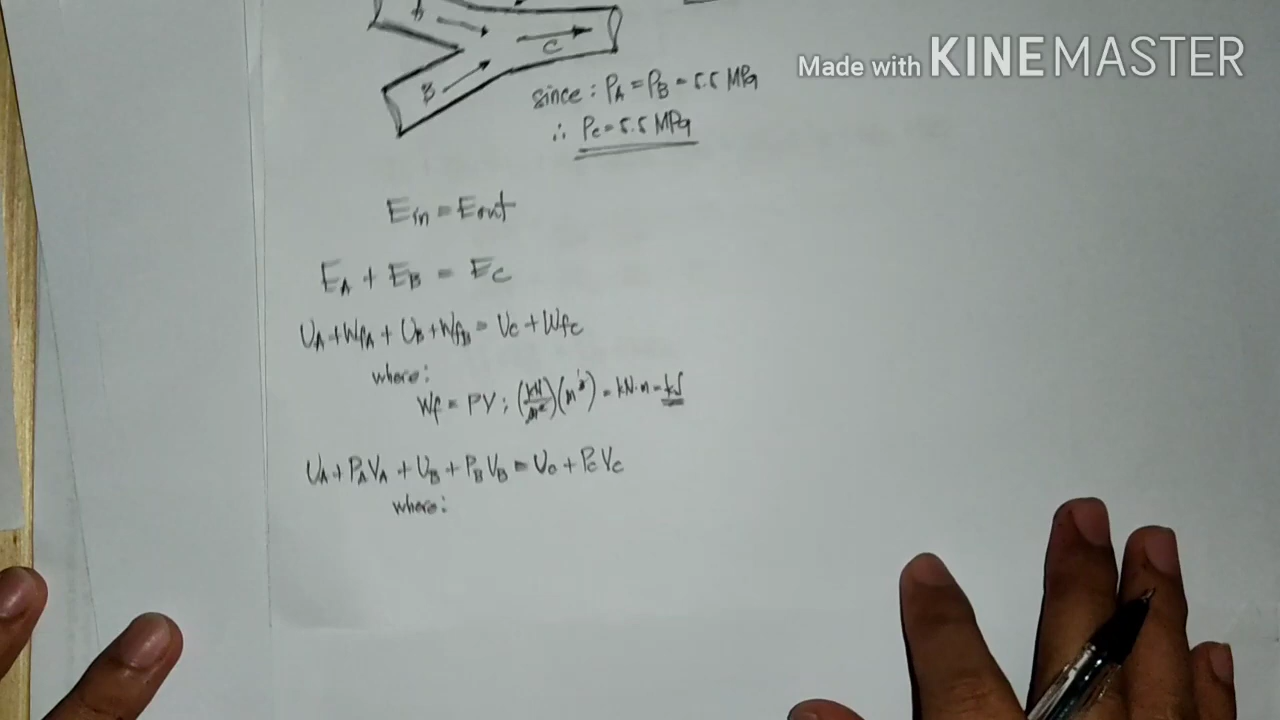 Made with KINEMASTER
A
C
B
since: PA = PB = 5.5 MPa
∴ PC = 5.5 MPa
Ein = Eout
EA + EB = EC
UA + WfA + UB + WfB = UC + WfC
where:
Wf = PV; (kN/m²)(m³) = kN·m = kJ
UA + PAVA + UB + PBVB = UC + PCVC
where: